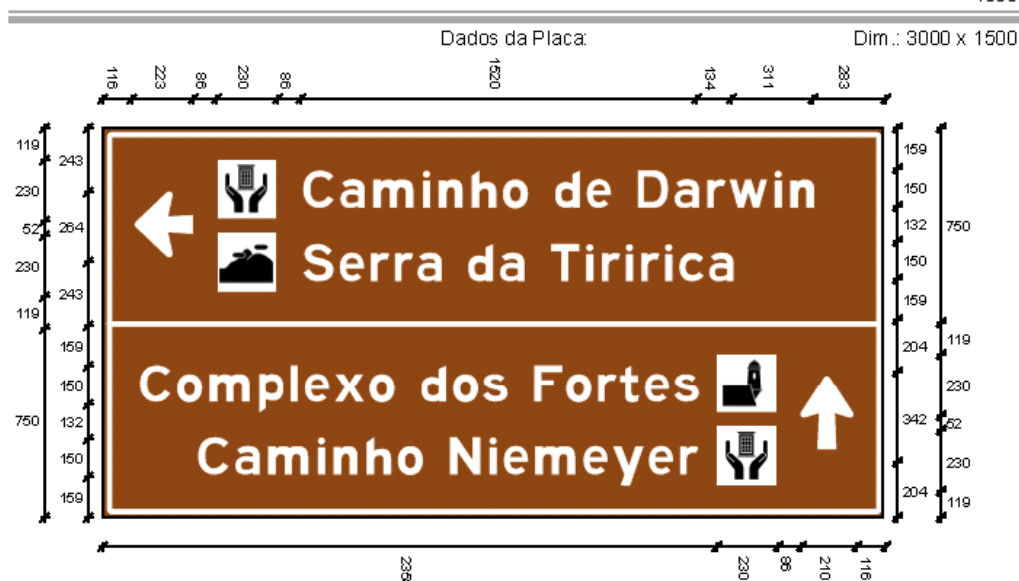 Dados da Placa:
Dim.: 3000 x 1500
116 223 86 230 86 1520 134 311 283
119 230 52 230 119 750
243 264 243 159 150 132 150 159
Caminho de Darwin
Serra da Tiririca
Complexo dos Fortes
Caminho Niemeyer
159 150 132 150 159 204 342 204
750 119 230 52 230 119
230 86 210 116